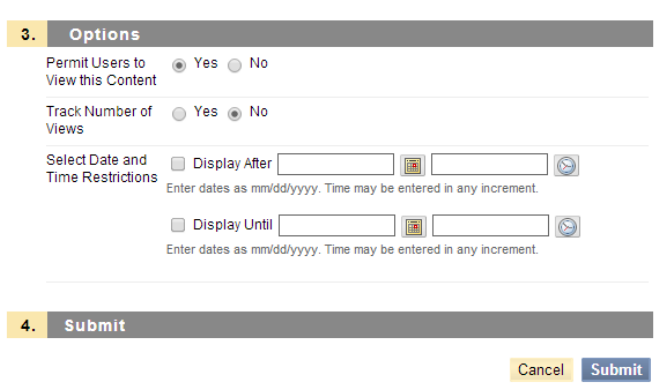 3. Options
Permit Users to
View this Content
Yes No
Track Number of
Views
Yes No
Select Date and
Time Restrictions
Display After
Enter dates as mm/dd/yyyy. Time may be entered in any increment.
Display Until
Enter dates as mm/dd/yyyy. Time may be entered in any increment.
4. Submit
Cancel Submit